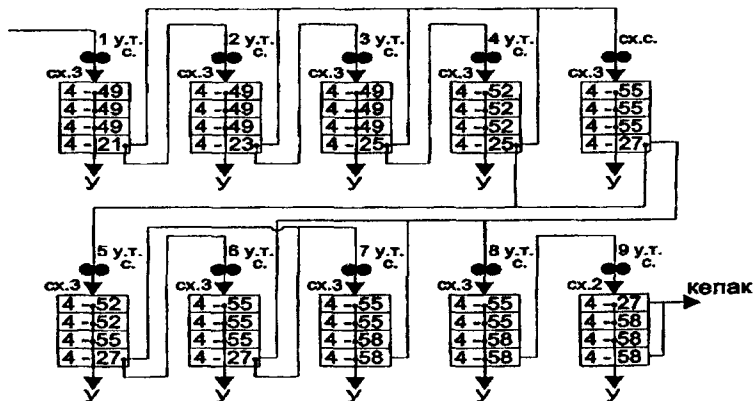 1 у.т. 2 у.т. 3 у.т. 4 у.т. сх.с.
с. с. с. с.
сх.3 сх.3 сх.3 сх.3 сх.3
4 - 49 4 - 49 4 - 49 4 - 52 4 - 55
4 - 49 4 - 49 4 - 49 4 - 52 4 - 55
4 - 49 4 - 49 4 - 49 4 - 52 4 - 55
4 - 21 4 - 23 4 - 25 4 - 25 4 - 27
У У У У У
5 у.т. 6 у.т. 7 у.т. 8 у.т. 9 у.т.
с. с. с. с. с.
сх.3 сх.3 сх.3 сх.3 сх.2
4 - 52 4 - 55 4 - 55 4 - 55 4 - 27 кепак
4 - 52 4 - 55 4 - 55 4 - 55 4 - 58
4 - 55 4 - 55 4 - 58 4 - 58 4 - 58
4 - 27 4 - 27 4 - 58 4 - 58 4 - 58
У У У У У